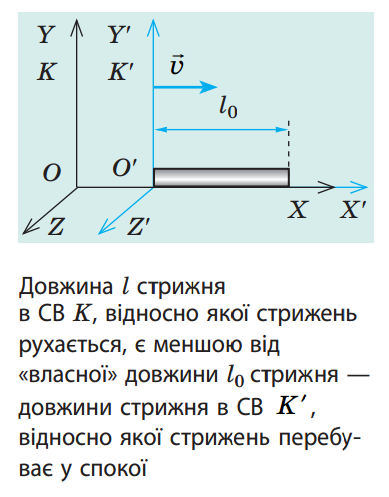 Y Y′
K K′ v⃗
l₀
O O′
Z Z′ X X′
Довжина l стрижня
в СВ K, відносно якої стрижень
рухається, є меншою від
«власної» довжини l₀ стрижня —
довжини стрижня в СВ K′ ,
відносно якої стрижень перебу-
ває у спокої